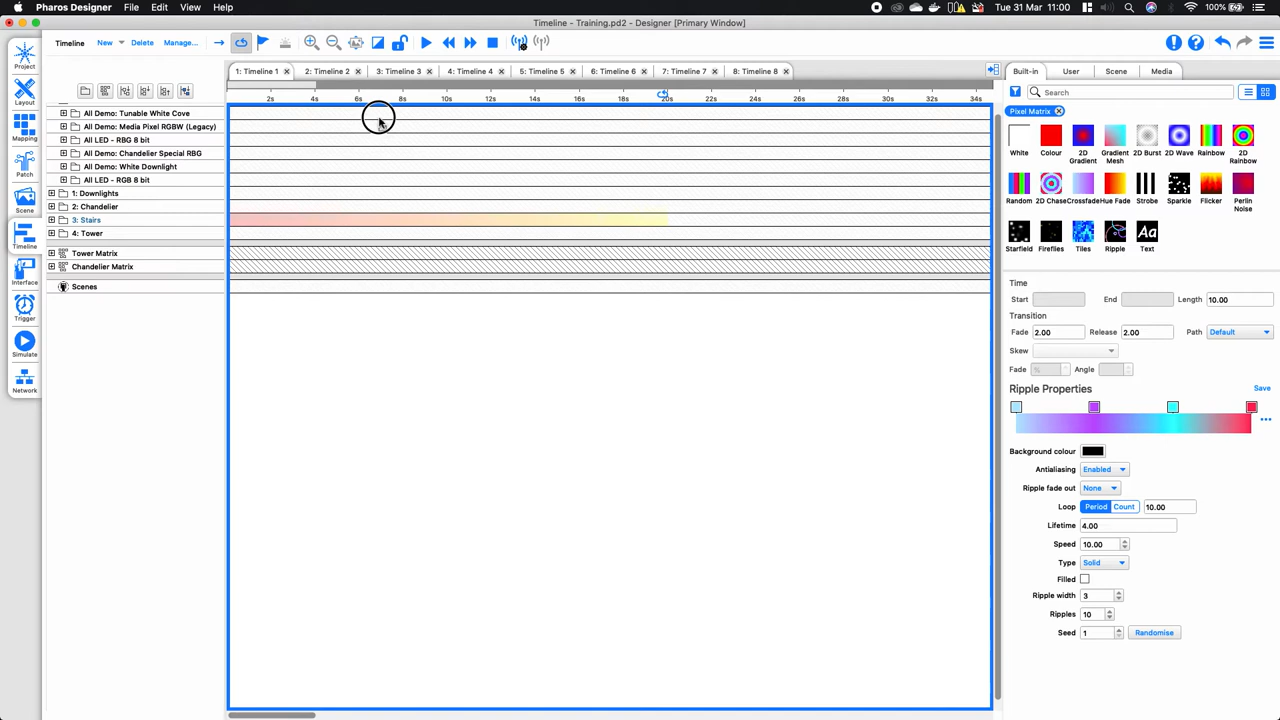 Pharos Designer File Edit View Help Tue 31 Mar 11:00 100%
Timeline - Training.pd2 - Designer [Primary Window]
Timeline New Delete Manage...
Project
Layout
Mapping
Patch
Scene
Timeline
Interface
Trigger
Simulate
Network
1: Timeline 1 2: Timeline 2 3: Timeline 3 4: Timeline 4 5: Timeline 5 6: Timeline 6 7: Timeline 7 8: Timeline 8
2s 4s 6s 8s 10s 12s 14s 16s 18s 20s 22s 24s 26s 28s 30s 32s 34s
All Demo: Tunable White Cove
All Demo: Media Pixel RGBW (Legacy)
All LED - RBG 8 bit
All Demo: Chandelier Special RBG
All Demo: White Downlight
All LED - RGB 8 bit
1: Downlights
2: Chandelier
3: Stairs
4: Tower
Tower Matrix
Chandelier Matrix
Scenes
Built-in User Scene Media
Search
Pixel Matrix
White Colour 2D Gradient Gradient Mesh 2D Burst 2D Wave Rainbow 2D Rainbow
Random 2D Chase Crossfade Hue Fade Strobe Sparkle Flicker Perlin Noise
Starfield Fireflies Tiles Ripple Text
Aa
Time
Start End Length 10.00
Transition
Fade 2.00 Release 2.00 Path Default
Skew
Fade % Angle
Ripple Properties Save
Background colour
Antialiasing Enabled
Ripple fade out None
Loop Period Count 10.00
Lifetime 4.00
Speed 10.00
Type Solid
Filled
Ripple width 3
Ripples 10
Seed 1 Randomise